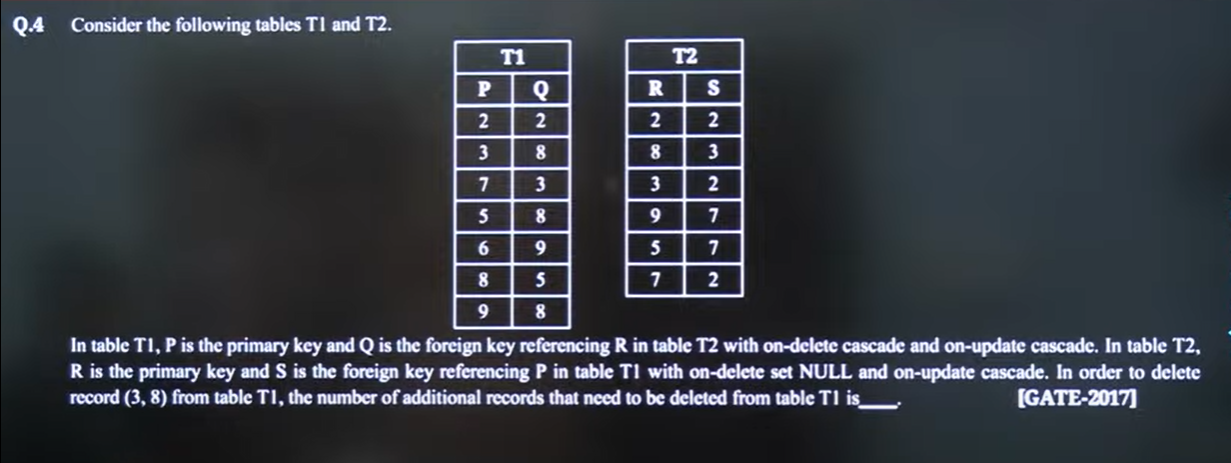 Q.4 Consider the following tables T1 and T2.
T1
P Q
2 2
3 8
7 3
5 8
6 9
8 5
9 8
T2
R S
2 2
8 3
3 2
9 7
5 7
7 2
In table T1, P is the primary key and Q is the foreign key referencing R in table T2 with on-delete cascade and on-update cascade. In table T2,
R is the primary key and S is the foreign key referencing P in table T1 with on-delete set NULL and on-update cascade. In order to delete
record (3, 8) from table T1, the number of additional records that need to be deleted from table T1 is____.
[GATE-2017]